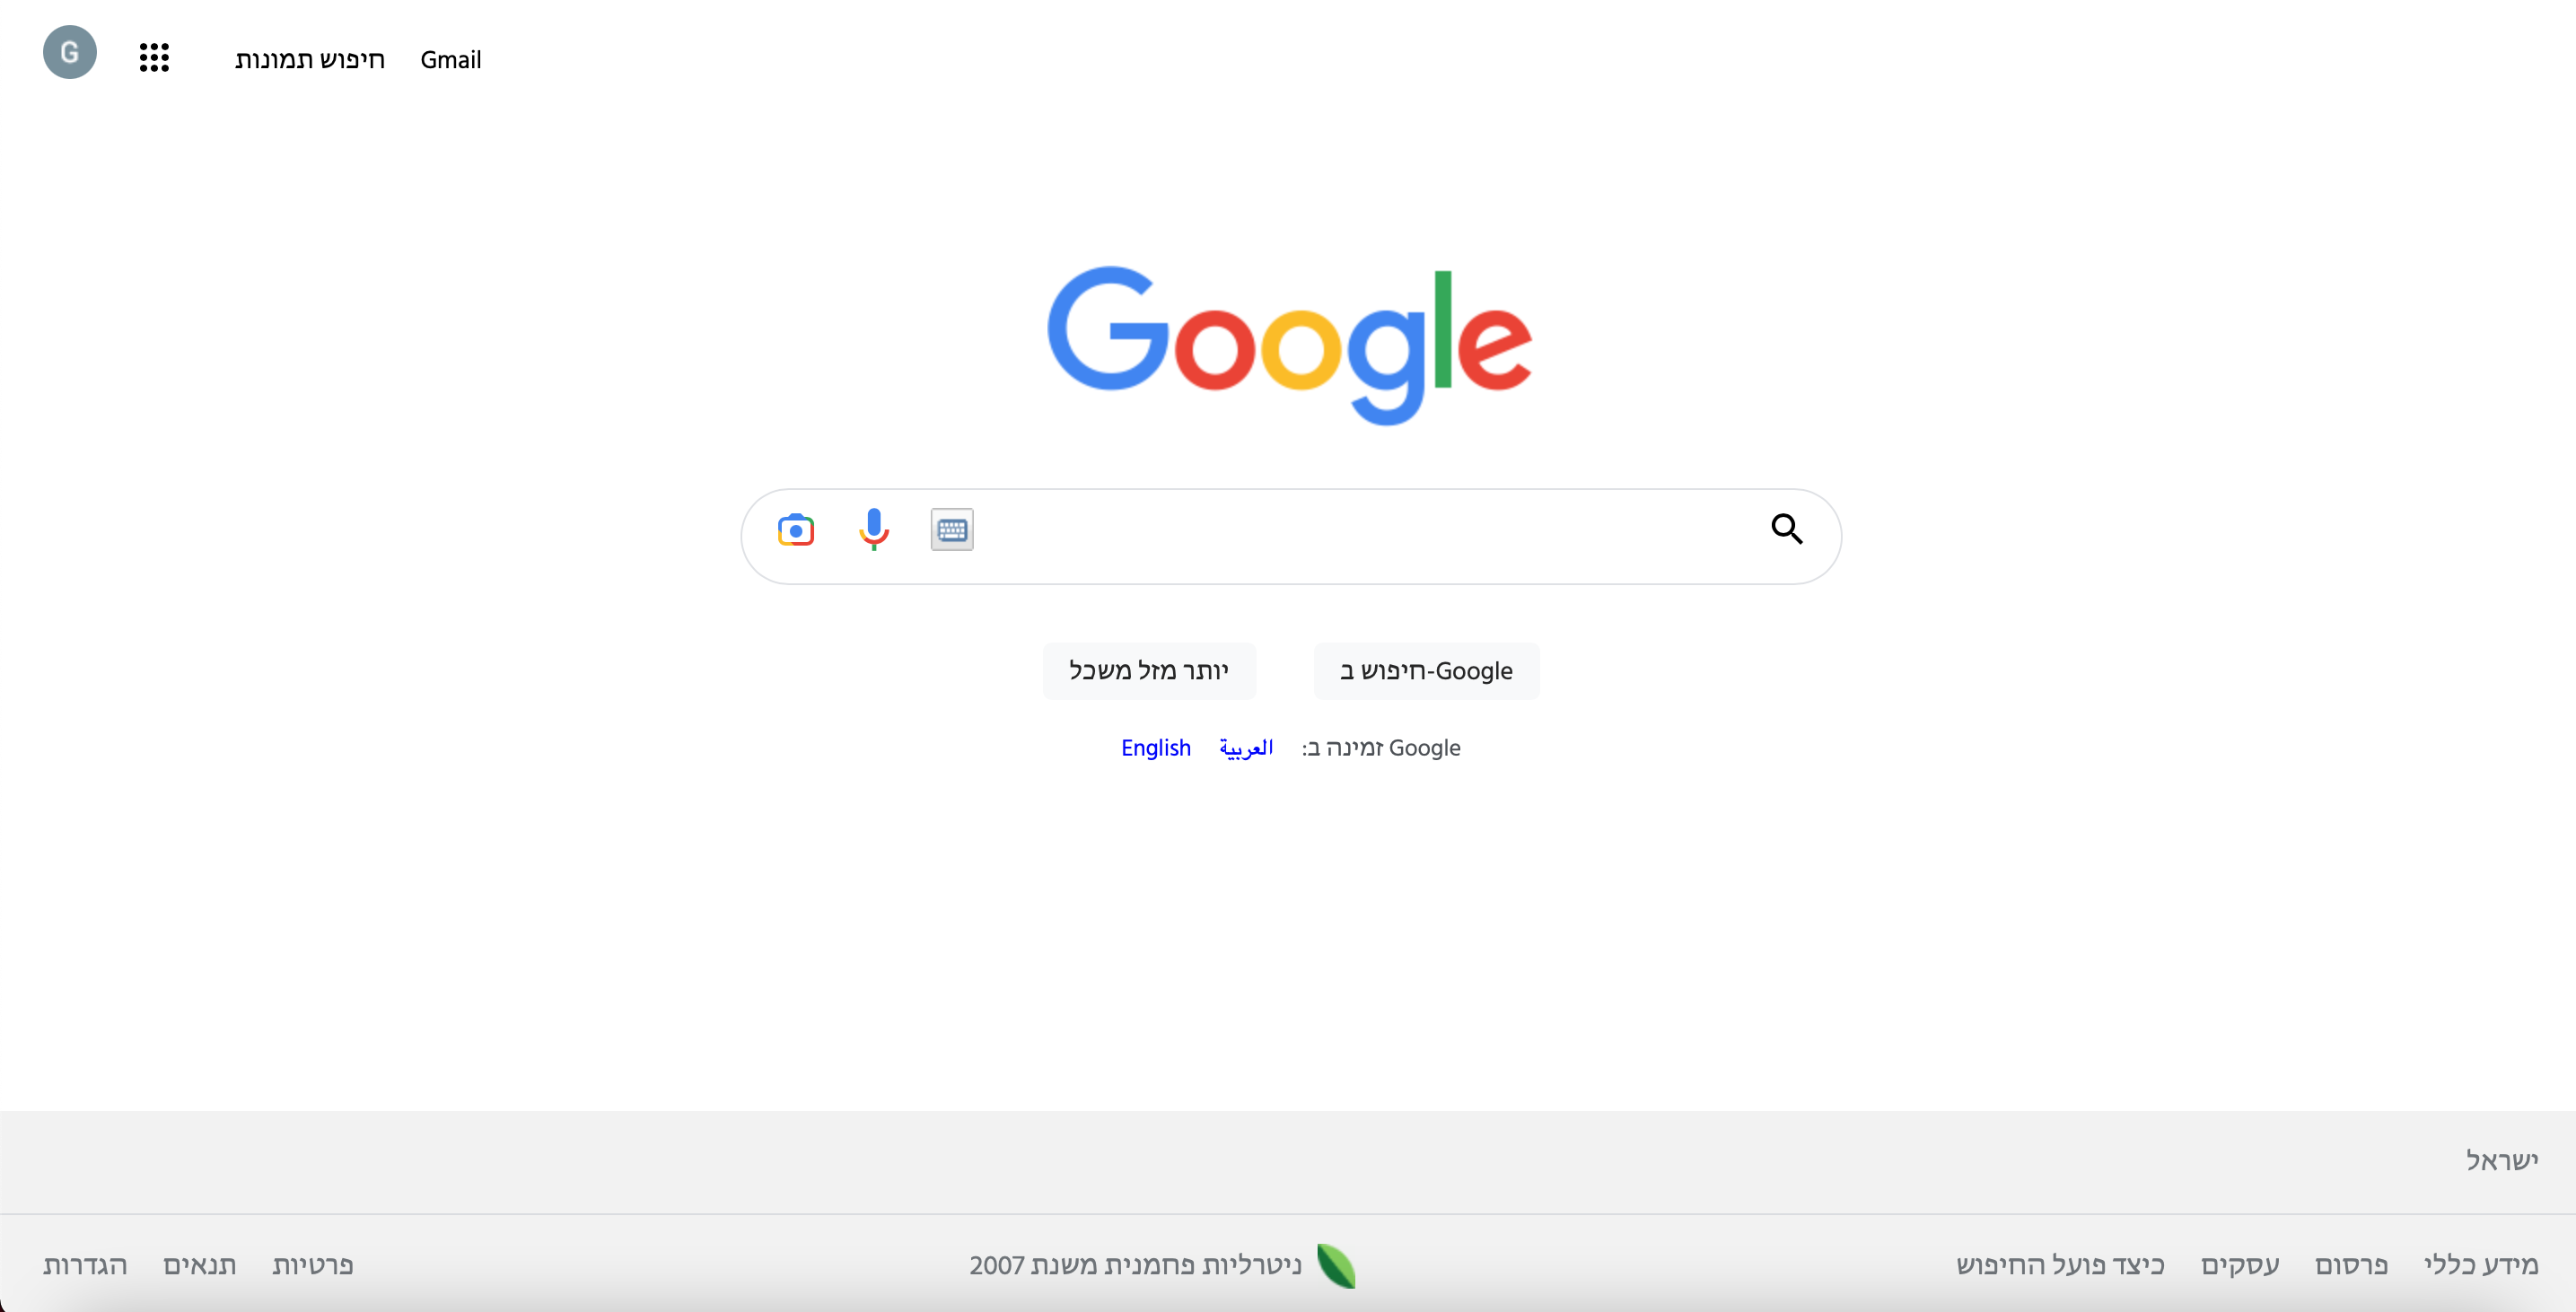 Gmail חיפוש תמונות G
Google
חיפוש ב-Google
יותר מזל משכל
Google זמינה ב: العربية English
ישראל
מידע כללי פרסום עסקים כיצד פועל החיפוש
ניטרליות פחמנית משנת 2007
פרטיות תנאים הגדרות